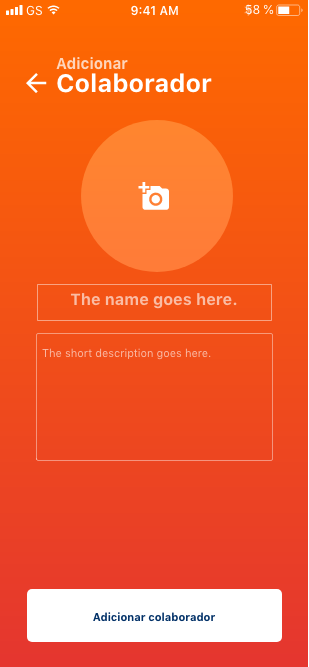 GS 9:41 AM $8 %
Adicionar
Colaborador
The name goes here.
The short description goes here.
Adicionar colaborador